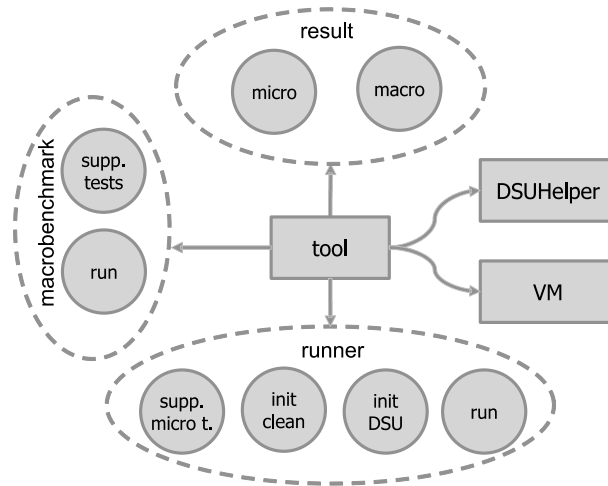 result
micro
macro
macrobenchmark
supp.
tests
run
tool
DSUHelper
VM
runner
supp.
micro t.
init
clean
init
DSU
run